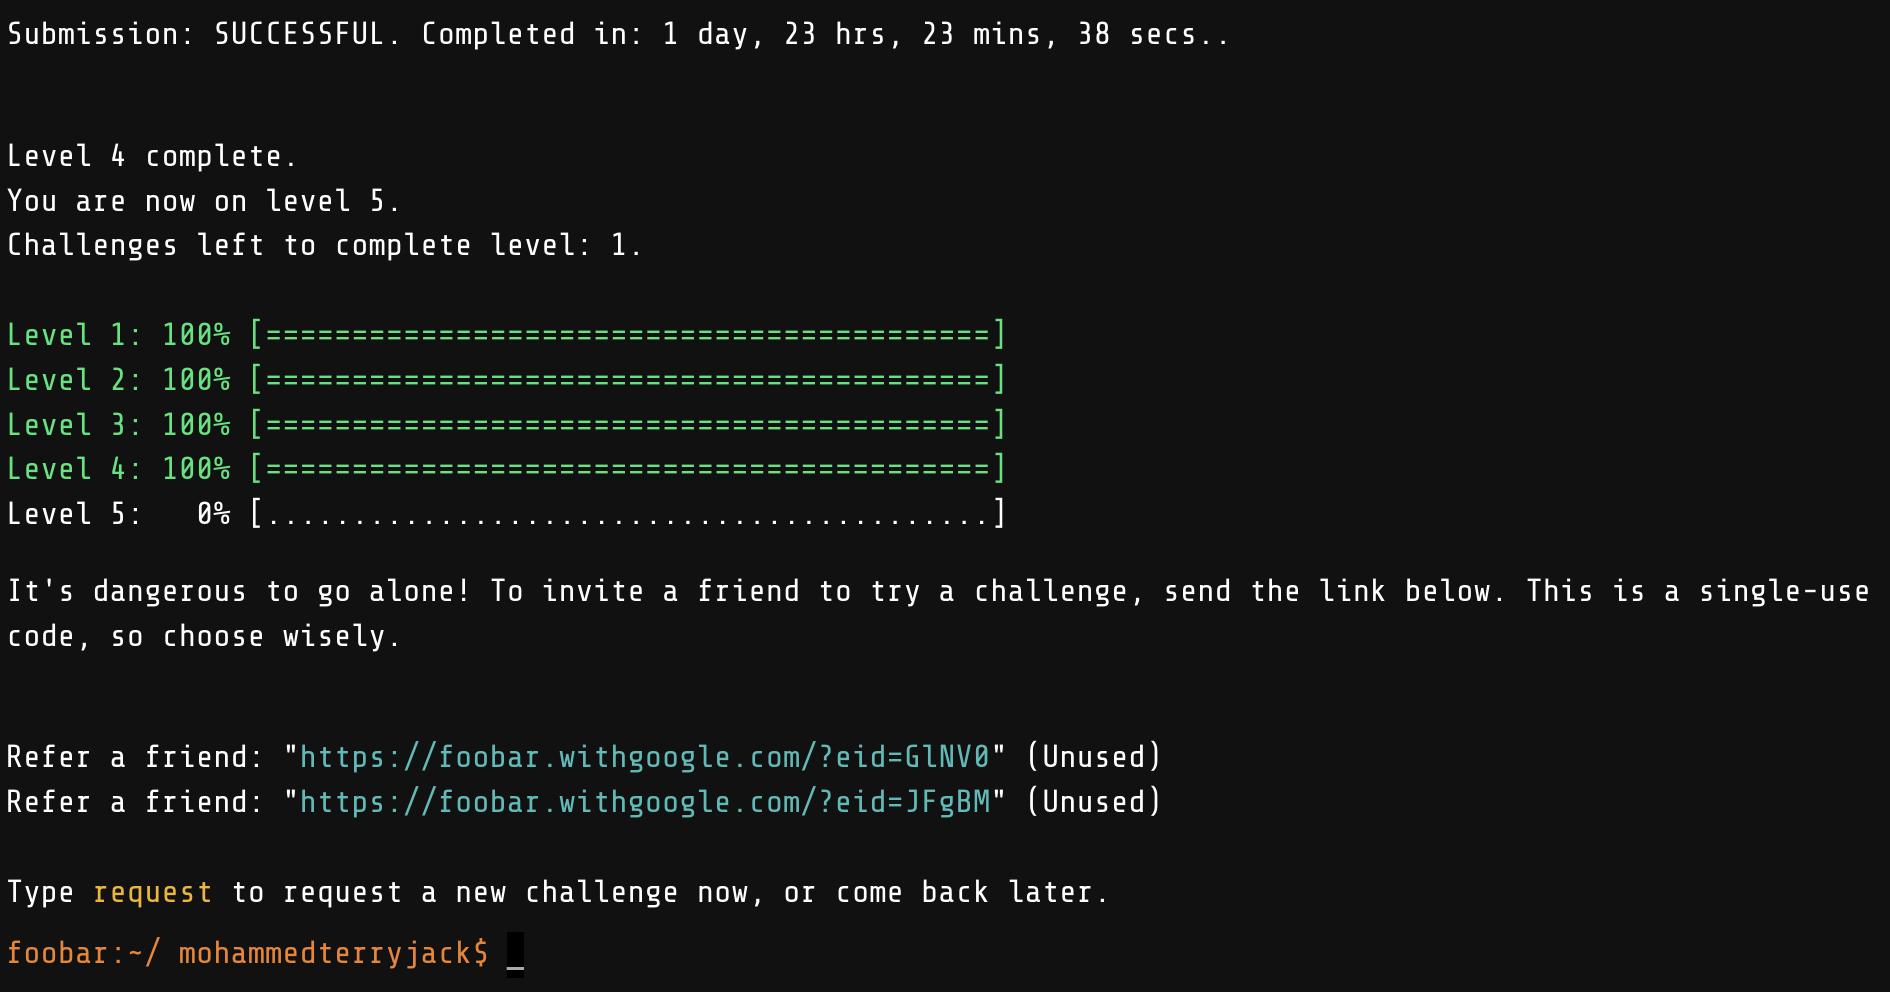 Submission: SUCCESSFUL. Completed in: 1 day, 23 hrs, 23 mins, 38 secs..
Level 4 complete.
You are now on level 5.
Challenges left to complete level: 1.
Level 1: 100% [==========================================]
Level 2: 100% [==========================================]
Level 3: 100% [==========================================]
Level 4: 100% [==========================================]
Level 5:   0% [..........................................]
It's dangerous to go alone! To invite a friend to try a challenge, send the link below. This is a single-use
code, so choose wisely.
Refer a friend: "https://foobar.withgoogle.com/?eid=GlNV0" (Unused)
Refer a friend: "https://foobar.withgoogle.com/?eid=JFgBM" (Unused)
Type request to request a new challenge now, or come back later.
foobar:~/ mohammedterryjack$ _